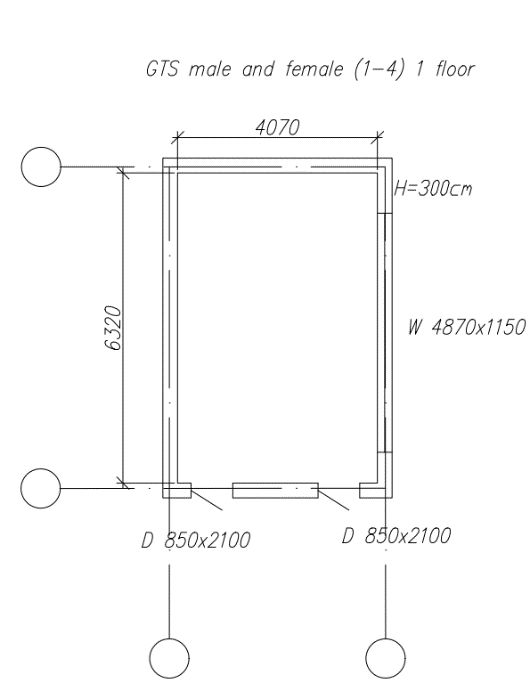 GTS male and female (1-4) 1 floor
4070
H=300cm
6320
W 4870x1150
D 850x2100
D 850x2100